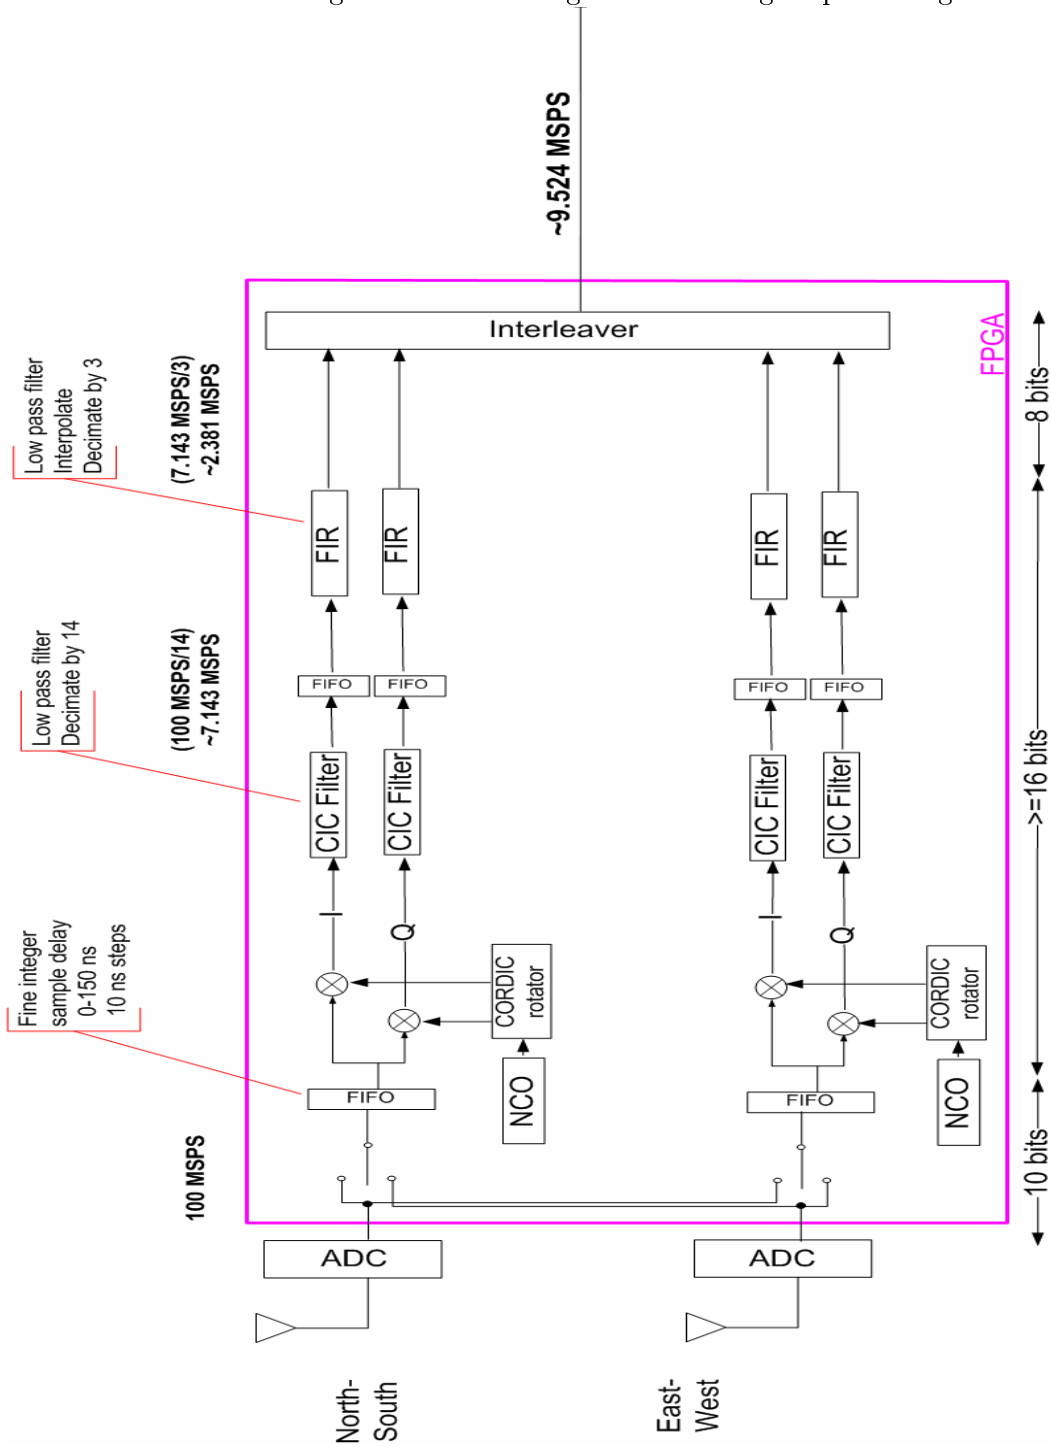 ~9.524 MSPS
Interleaver
FPGA
Low pass filter
Interpolate
Decimate by 3
(7.143 MSPS/3)
~2.381 MSPS
8 bits
FIR
FIR
FIR
FIR
Low pass filter
Decimate by 14
(100 MSPS/14)
~7.143 MSPS
FIFO
FIFO
FIFO
FIFO
CIC Filter
CIC Filter
CIC Filter
CIC Filter
>=16 bits
Fine integer
sample delay
0-150 ns
10 ns steps
I
Q
I
Q
CORDIC
rotator
CORDIC
rotator
FIFO
NCO
FIFO
NCO
100 MSPS
10 bits
ADC
ADC
North-
South
East-
West